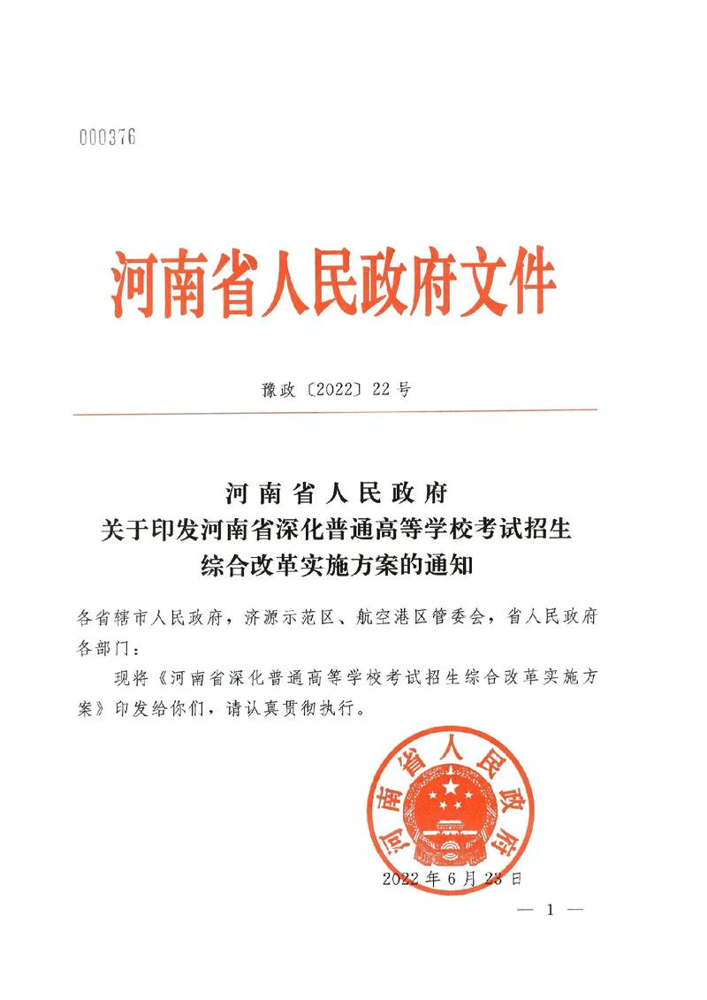 000376
河南省人民政府文件
豫政〔2022〕22号
河南省人民政府
关于印发河南省深化普通高等学校考试招生
综合改革实施方案的通知
各省辖市人民政府，济源示范区、航空港区管委会，省人民政府
各部门：
现将《河南省深化普通高等学校考试招生综合改革实施方
案》印发给你们，请认真贯彻执行。
河南省人民政府
2022年6月23日
— 1 —